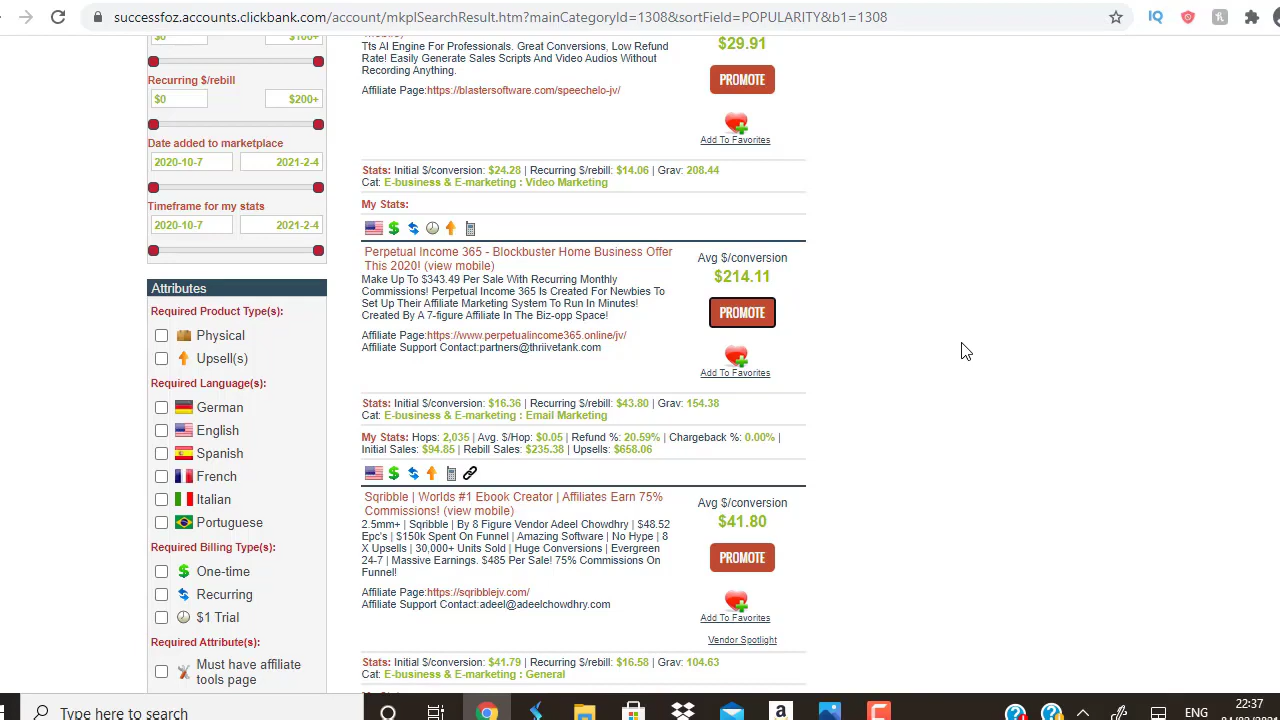 successfoz.accounts.clickbank.com/account/mkplSearchResult.htm?mainCategoryId=1308&sortField=POPULARITY&b1=1308
IQ
$0 $100+
Recurring $/rebill
$0 $200+
Date added to marketplace
2020-10-7 2021-2-4
Timeframe for my stats
2020-10-7 2021-2-4
Attributes
Required Product Type(s):
Physical
Upsell(s)
Required Language(s):
German
English
Spanish
French
Italian
Portuguese
Required Billing Type(s):
One-time
Recurring
$1 Trial
Required Attribute(s):
Must have affiliate
tools page
Tts AI Engine For Professionals. Great Conversions, Low Refund
Rate! Easily Generate Sales Scripts And Video Audios Without
Recording Anything.
Affiliate Page:https://blastersoftware.com/speechelo-jv/
$29.91
PROMOTE
Add To Favorites
Stats: Initial $/conversion: $24.28 | Recurring $/rebill: $14.06 | Grav: 208.44
Cat: E-business & E-marketing : Video Marketing
My Stats:
Perpetual Income 365 - Blockbuster Home Business Offer
This 2020! (view mobile)
Make Up To $343.49 Per Sale With Recurring Monthly
Commissions! Perpetual Income 365 Is Created For Newbies To
Set Up Their Affiliate Marketing System To Run In Minutes!
Created By A 7-figure Affiliate In The Biz-opp Space!
Affiliate Page:https://www.perpetualincome365.online/jv/
Affiliate Support Contact:partners@thriivetank.com
Avg $/conversion
$214.11
PROMOTE
Add To Favorites
Stats: Initial $/conversion: $16.36 | Recurring $/rebill: $43.80 | Grav: 154.38
Cat: E-business & E-marketing : Email Marketing
My Stats: Hops: 2,035 | Avg. $/Hop: $0.05 | Refund %: 20.59% | Chargeback %: 0.00% |
Initial Sales: $94.85 | Rebill Sales: $235.38 | Upsells: $658.06
Sqribble | Worlds #1 Ebook Creator | Affiliates Earn 75%
Commissions! (view mobile)
2.5mm+ | Sqribble | By 8 Figure Vendor Adeel Chowdhry | $48.52
Epc's | $150k Spent On Funnel | Amazing Software | No Hype | 8
X Upsells | 30,000+ Units Sold | Huge Conversions | Evergreen
24-7 | Massive Earnings. $485 Per Sale! 75% Commissions On
Funnel!
Affiliate Page:https://sqribblejv.com/
Affiliate Support Contact:adeel@adeelchowdhry.com
Avg $/conversion
$41.80
PROMOTE
Add To Favorites
Vendor Spotlight
Stats: Initial $/conversion: $41.79 | Recurring $/rebill: $16.58 | Grav: 104.63
Cat: E-business & E-marketing : General
Type here to search
ENG
22:37